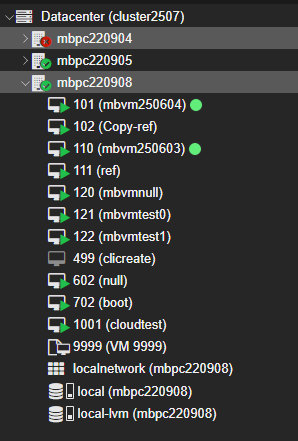 Datacenter (cluster2507)
mbpc220904
mbpc220905
mbpc220908
101 (mbvm250604)
102 (Copy-ref)
110 (mbvm250603)
111 (ref)
120 (mbvmnull)
121 (mbvmtest0)
122 (mbvmtest1)
499 (clicreate)
602 (null)
702 (boot)
1001 (cloudtest)
9999 (VM 9999)
localnetwork (mbpc220908)
local (mbpc220908)
local-lvm (mbpc220908)